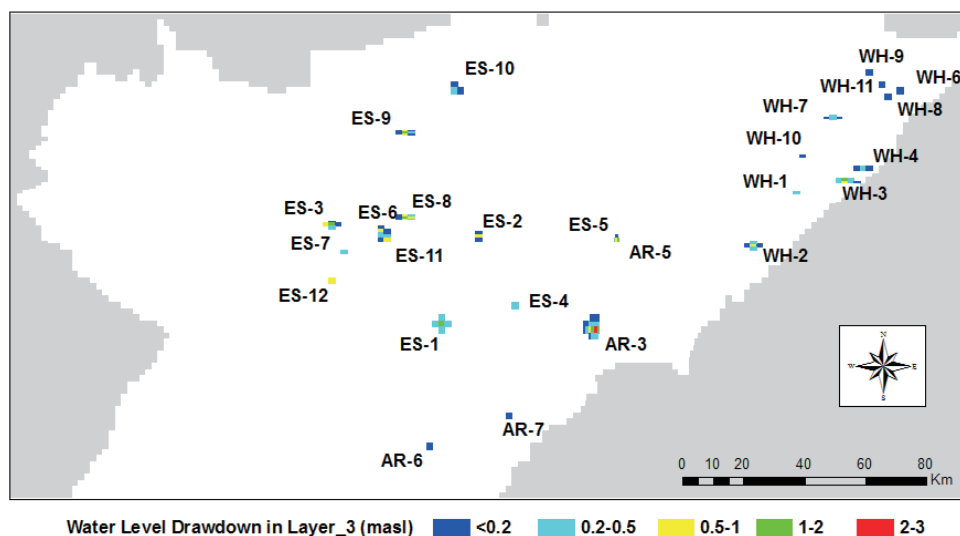 WH-9
ES-10
WH-11
WH-6
WH-7
WH-8
ES-9
WH-10
WH-4
WH-1
WH-3
ES-3
ES-6
ES-8
ES-2
ES-5
ES-7
ES-11
AR-5
WH-2
ES-12
ES-4
ES-1
AR-3
N
W
E
S
AR-7
AR-6
0 10 20 40 60 80
Km
Water Level Drawdown in Layer_3 (masl) <0.2 0.2-0.5 0.5-1 1-2 2-3